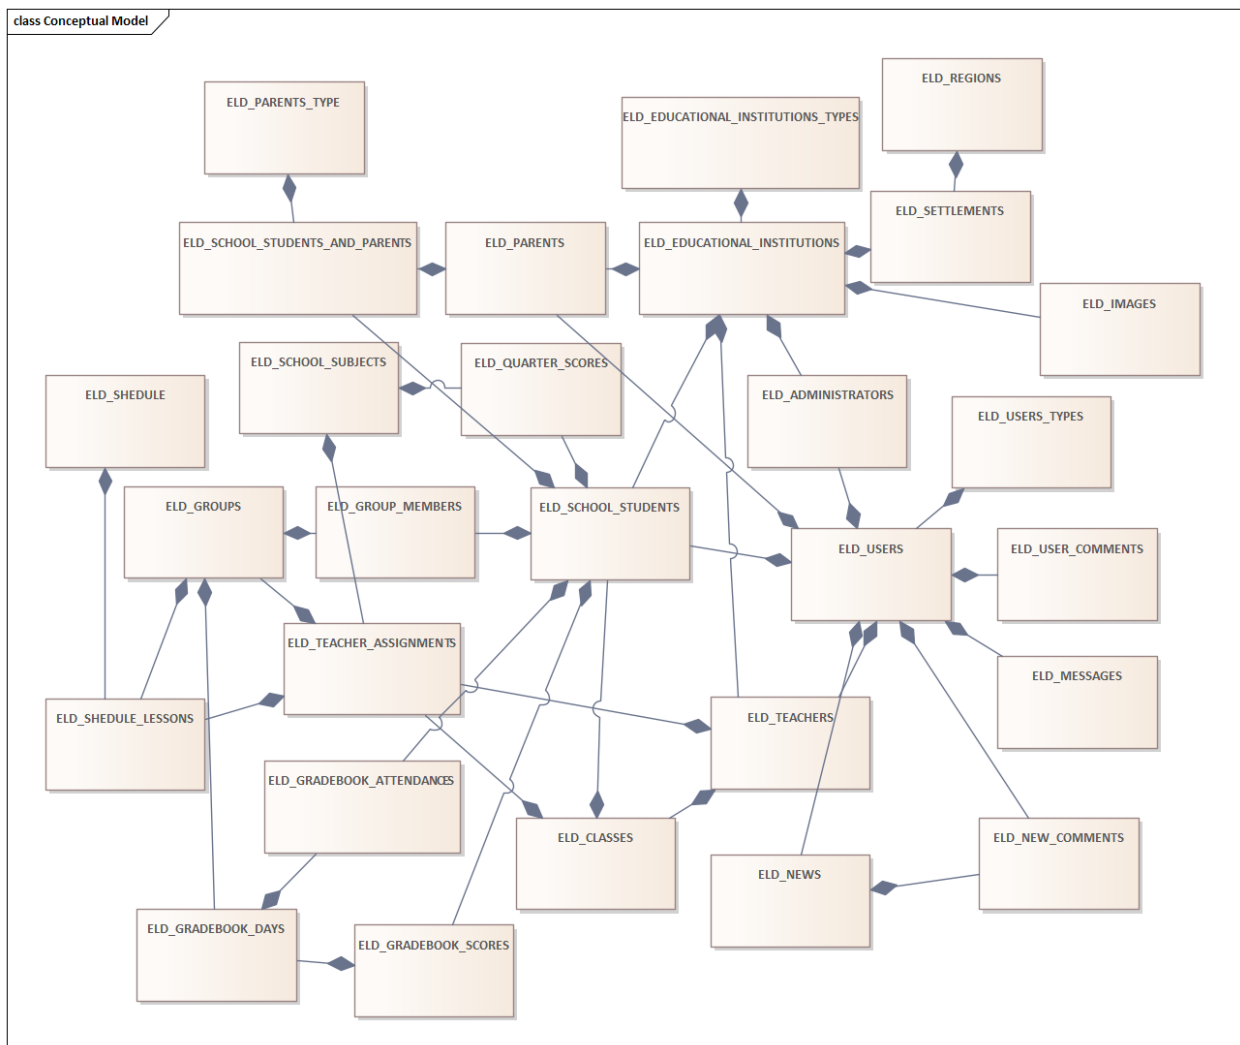 class Conceptual Model
ELD_REGIONS
ELD_PARENTS_TYPE
ELD_EDUCATIONAL_INSTITUTIONS_TYPES
ELD_SETTLEMENTS
ELD_SCHOOL_STUDENTS_AND_PARENTS
ELD_PARENTS
ELD_EDUCATIONAL_INSTITUTIONS
ELD_IMAGES
ELD_SCHOOL_SUBJECTS
ELD_QUARTER_SCORES
ELD_SHEDULE
ELD_ADMINISTRATORS
ELD_USERS_TYPES
ELD_GROUPS
ELD_GROUP_MEMBERS
ELD_SCHOOL_STUDENTS
ELD_USERS
ELD_USER_COMMENTS
ELD_TEACHER_ASSIGNMENTS
ELD_MESSAGES
ELD_SHEDULE_LESSONS
ELD_TEACHERS
ELD_GRADEBOOK_ATTENDANCES
ELD_CLASSES
ELD_NEW_COMMENTS
ELD_NEWS
ELD_GRADEBOOK_DAYS
ELD_GRADEBOOK_SCORES